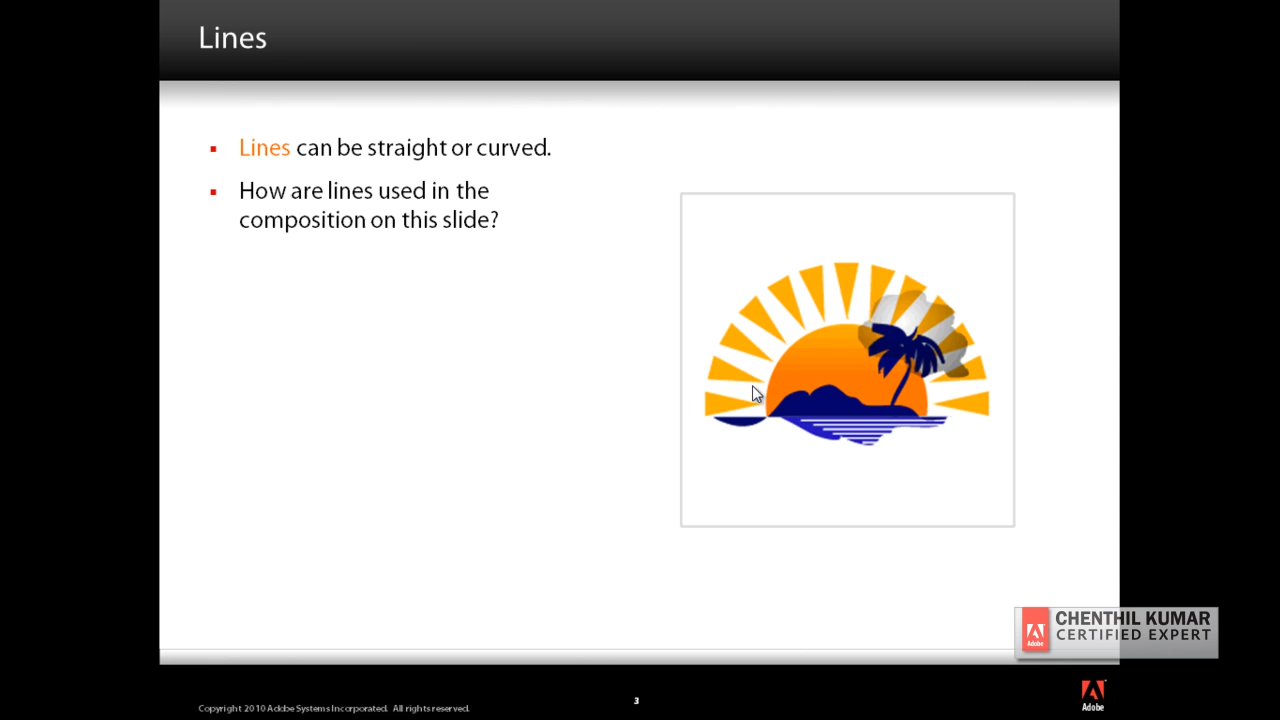 Lines
Lines can be straight or curved.
How are lines used in the
composition on this slide?
CHENTHIL KUMAR
CERTIFIED EXPERT
Adobe
Copyright 2010 Adobe Systems Incorporated. All rights reserved.
3
Adobe